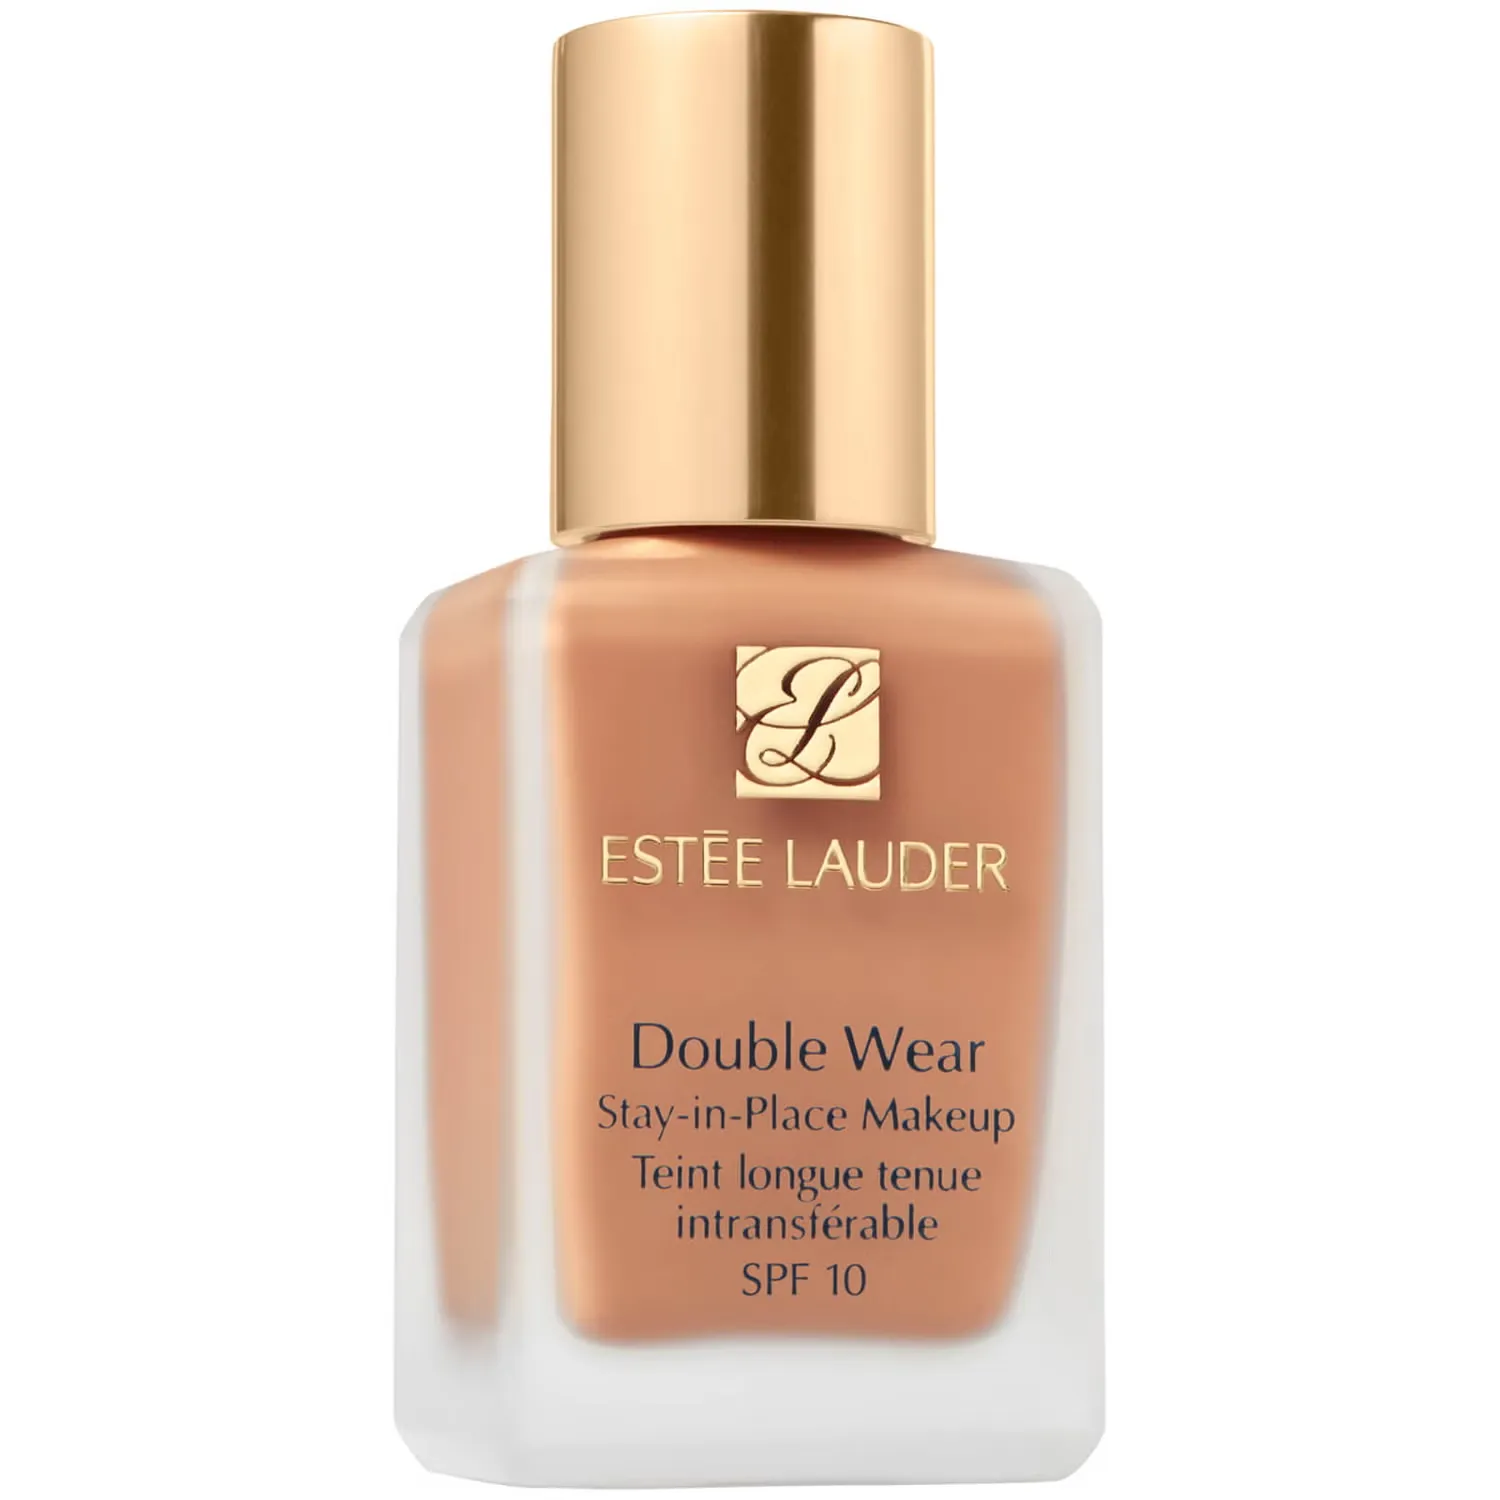 ESTĒE LAUDER
Double Wear
Stay-in-Place Makeup
Teint longue tenue
intransférable
SPF 10